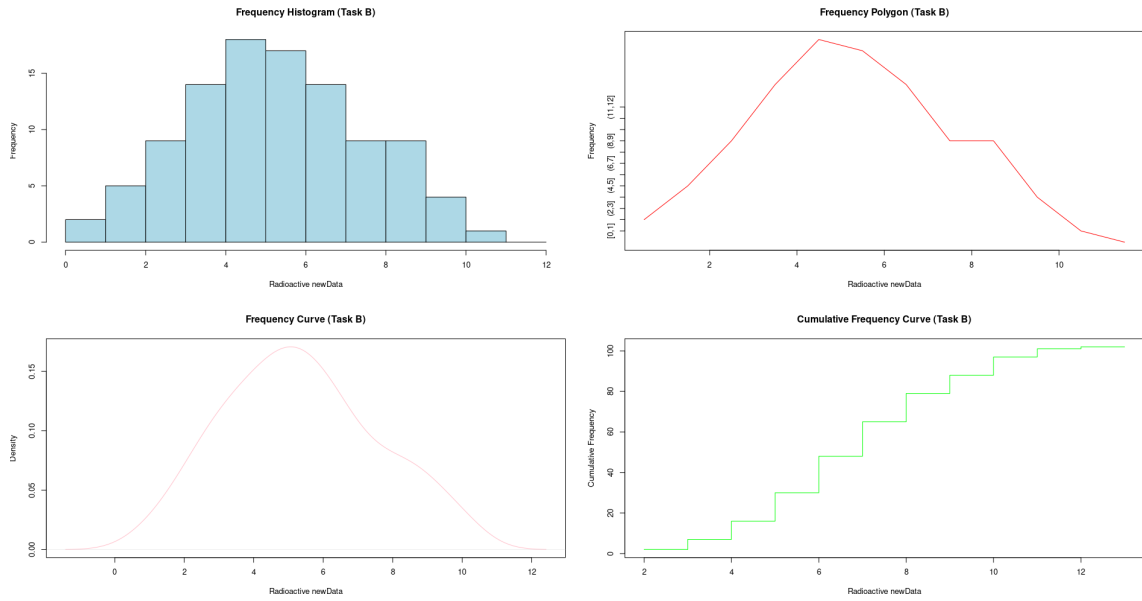 Frequency Histogram (Task B)
Frequency
0 5 10 15
0 2 4 6 8 10 12
Radioactive newData
Frequency Polygon (Task B)
Frequency
[0,1] (2,3] (4,5] (6,7] (8,9] (11,12]
2 4 6 8 10
Radioactive newData
Frequency Curve (Task B)
Density
0.00 0.05 0.10 0.15
0 2 4 6 8 10 12
Radioactive newData
Cumulative Frequency Curve (Task B)
Cumulative Frequency
0 20 40 60 80 100
2 4 6 8 10 12
Radioactive newData